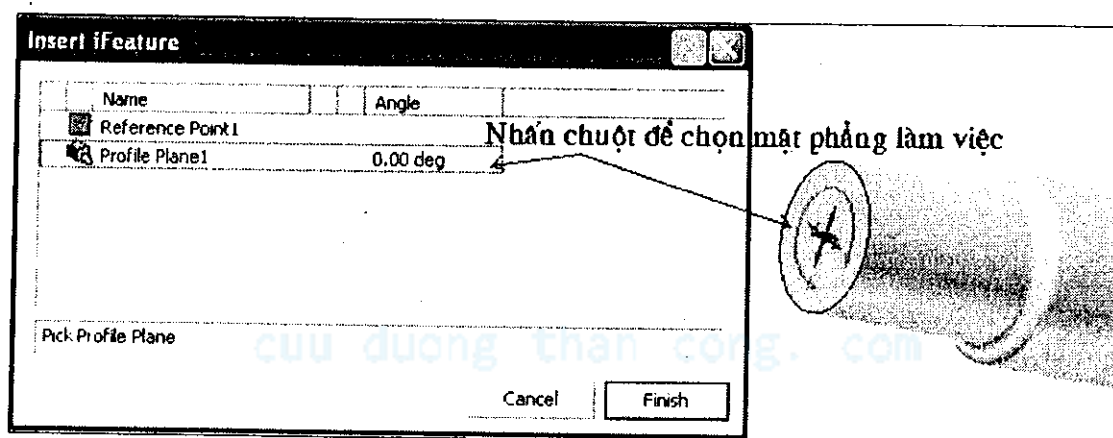 Insert iFeature
Name Angle
Reference Point1
Profile Plane1 0.00 deg
Nhấn chuột để chọn mặt phẳng làm việc
Pick Profile Plane
cuu duong than cong. com
Cancel Finish